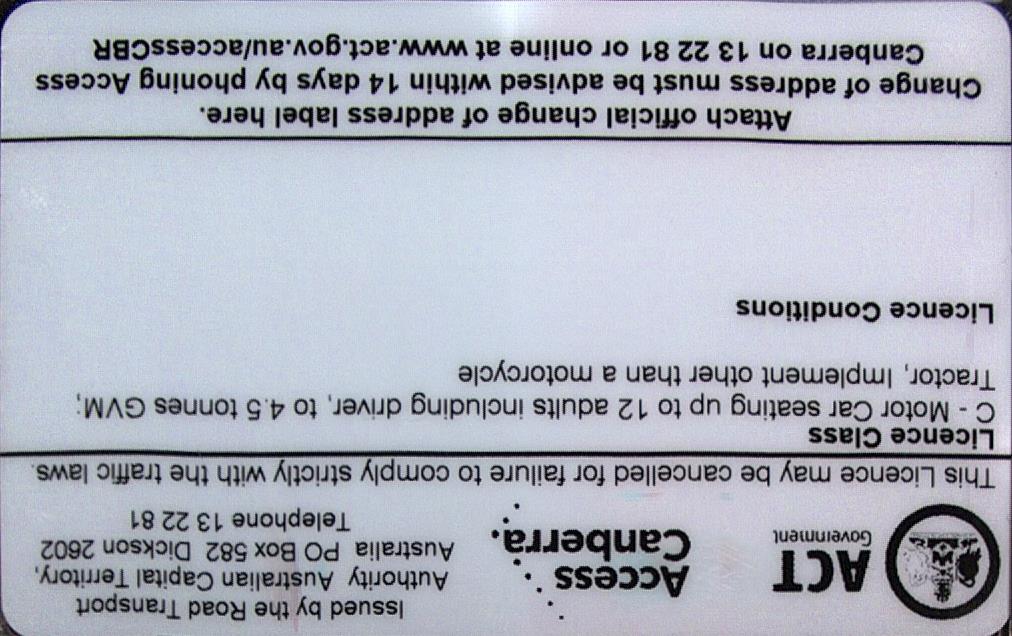 ACT
Government
Access
Canberra.
Issued by the Road Transport
Authority Australian Capital Territory,
Australia PO Box 582 Dickson 2602
Telephone 13 22 81
This Licence may be cancelled for failure to comply strictly with the traffic laws.
Licence Class
C - Motor Car seating up to 12 adults including driver, to 4.5 tonnes GVM;
Tractor, Implement other than a motorcycle
Licence Conditions
Attach official change of address label here.
Change of address must be advised within 14 days by phoning Access
Canberra on 13 22 81 or online at www.act.gov.au/accessCBR